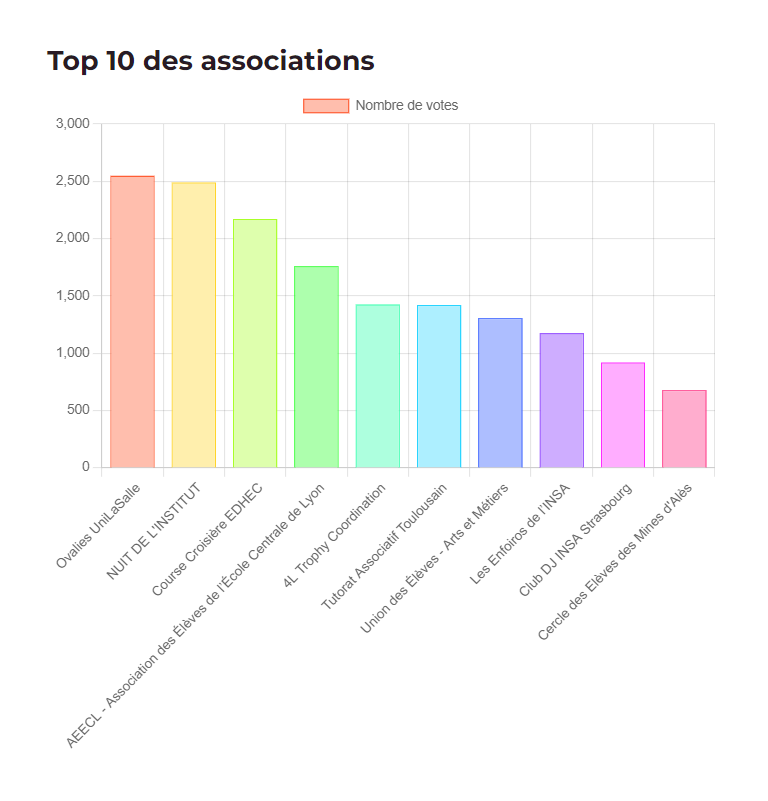 Top 10 des associations
Nombre de votes
3,000
2,500
2,000
1,500
1,000
500
0
Ovalies UniLaSalle
NUIT DE L'INSTITUT
Course Croisière EDHEC
AEECL - Association des Élèves de l'École Centrale de Lyon
4L Trophy Coordination
Tutorat Associatif Toulousain
Union des Élèves - Arts et Métiers
Les Enfoiros de l'INSA
Club DJ INSA Strasbourg
Cercle des Elèves des Mines d'Alès